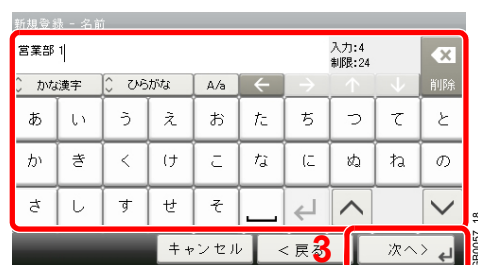 新規登録 - 名前
営業部 1
入力:4
制限:24
かな漢字 ひらがな A/a ← → ↑ ↓ 削除
あ い う え お た ち つ て と
か き く け こ な に ぬ ね の
さ し す せ そ
キャンセル < 戻る 3 次へ >
GB0057_18